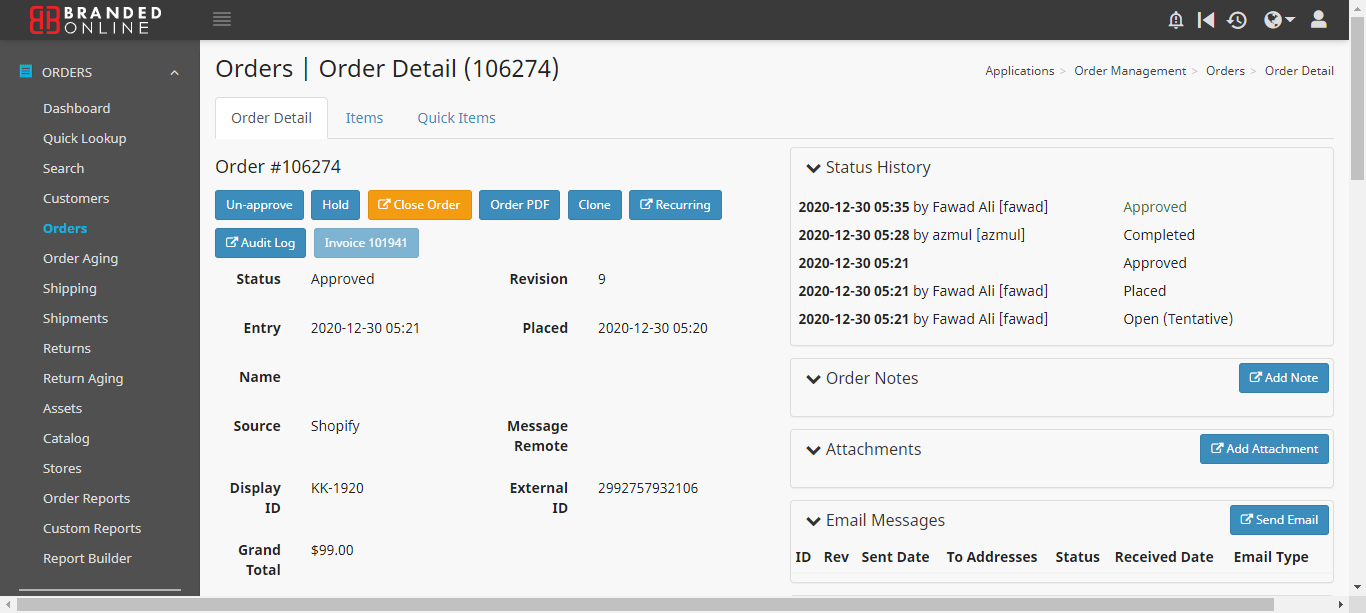 BRANDED
ONLINE
ORDERS
Dashboard
Quick Lookup
Search
Customers
Orders
Order Aging
Shipping
Shipments
Returns
Return Aging
Assets
Catalog
Stores
Order Reports
Custom Reports
Report Builder
Orders | Order Detail (106274)
Applications > Order Management > Orders > Order Detail
Order Detail Items Quick Items
Order #106274
Un-approve Hold Close Order Order PDF Clone Recurring
Audit Log Invoice 101941
Status Approved Revision 9
Entry 2020-12-30 05:21 Placed 2020-12-30 05:20
Name
Source Shopify Message
Remote
Display KK-1920 External 2992757932106
ID ID
Grand $99.00
Total
Status History
2020-12-30 05:35 by Fawad Ali [fawad] Approved
2020-12-30 05:28 by azmul [azmul] Completed
2020-12-30 05:21 Approved
2020-12-30 05:21 by Fawad Ali [fawad] Placed
2020-12-30 05:21 by Fawad Ali [fawad] Open (Tentative)
Order Notes Add Note
Attachments Add Attachment
Email Messages Send Email
ID Rev Sent Date To Addresses Status Received Date Email Type